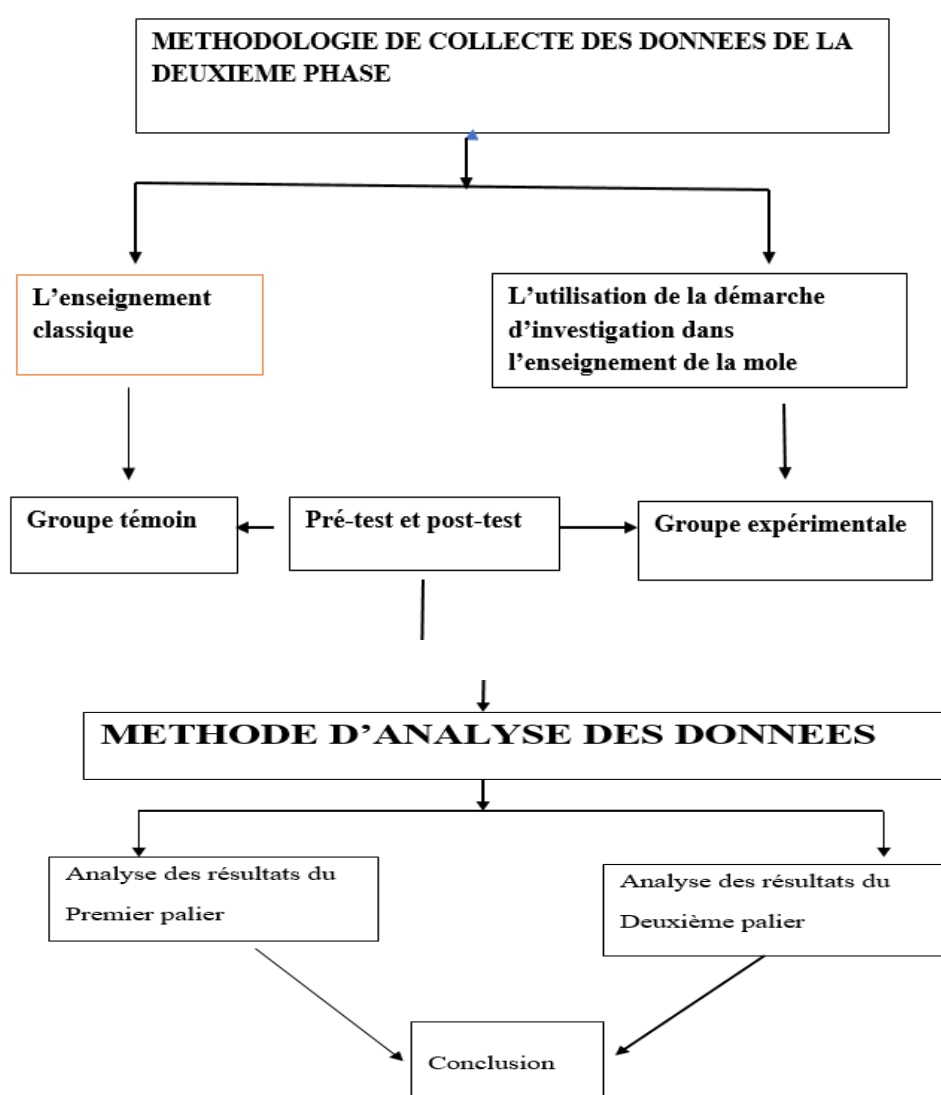 METHODOLOGIE DE COLLECTE DES DONNEES DE LA
DEUXIEME PHASE
L'enseignement
classique
L'utilisation de la démarche
d'investigation dans
l'enseignement de la mole
Groupe témoin
Pré-test et post-test
Groupe expérimentale
METHODE D'ANALYSE DES DONNEES
Analyse des résultats du
Premier palier
Analyse des résultats du
Deuxième palier
Conclusion